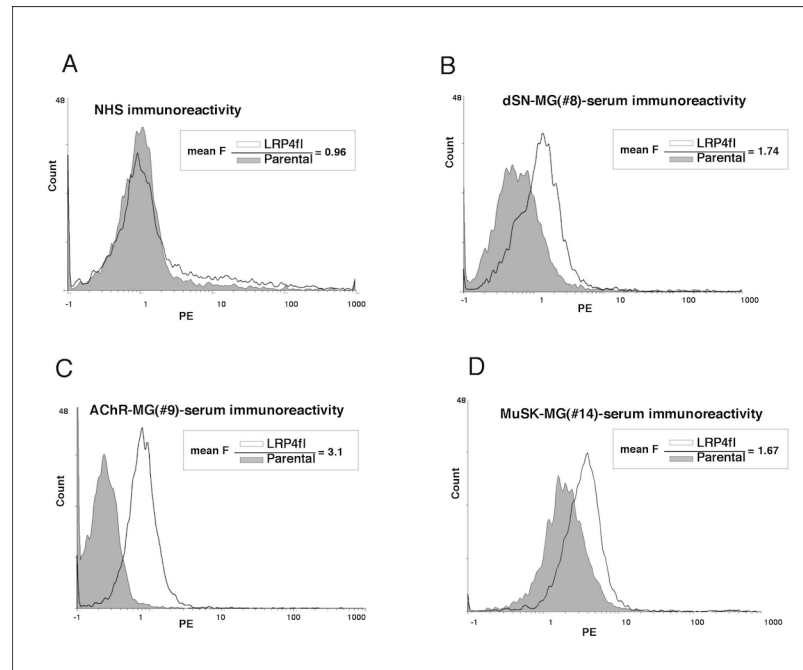 A
NHS immunoreactivity
48
Count
mean F LRP4fl / Parental = 0.96
-1 1 10 100 1000
PE
B
dSN-MG(#8)-serum immunoreactivity
48
Count
mean F LRP4fl / Parental = 1.74
-1 1 10 100 1000
PE
C
AChR-MG(#9)-serum immunoreactivity
48
Count
mean F LRP4fl / Parental = 3.1
-1 1 10 100 1000
PE
D
MuSK-MG(#14)-serum immunoreactivity
48
Count
mean F LRP4fl / Parental = 1.67
-1 1 10 100 1000
PE